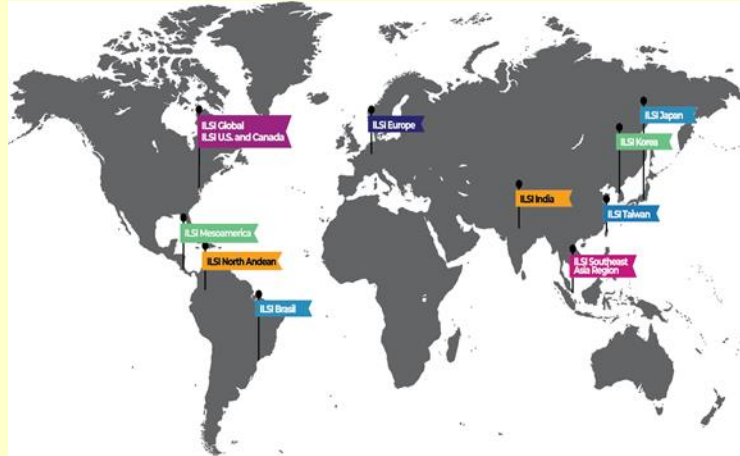 ILSI Global
ILSI U.S. and Canada
ILSI Europe
ILSI Japan
ILSI Korea
ILSI India
ILSI Taiwan
ILSI Mesoamerica
ILSI North Andean
ILSI Southeast
Asia Region
ILSI Brasil